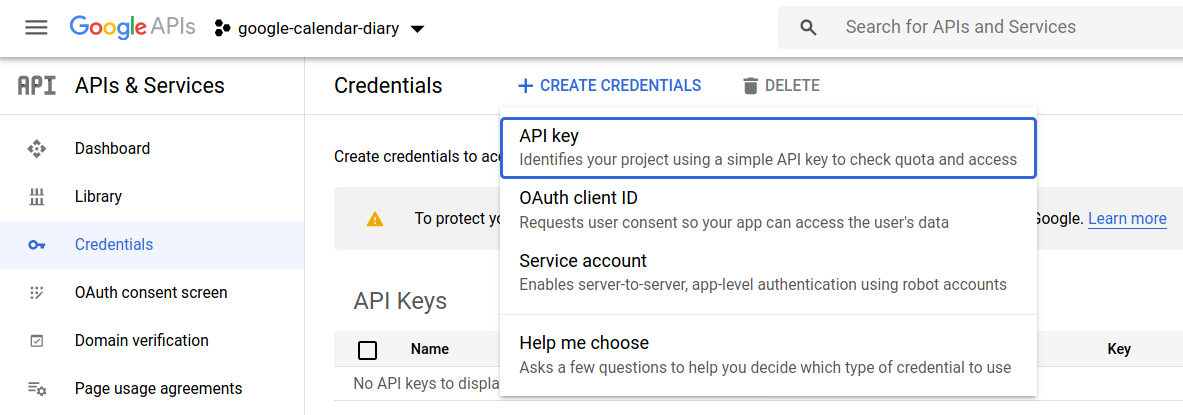 Google APIs
google-calendar-diary
Search for APIs and Services
API
APIs & Services
Credentials
CREATE CREDENTIALS
DELETE
Dashboard
Library
Credentials
OAuth consent screen
Domain verification
Page usage agreements
Create credentials to
API key
Identifies your project using a simple API key to check quota and access
OAuth client ID
Requests user consent so your app can access the user's data
Service account
Enables server-to-server, app-level authentication using robot accounts
Help me choose
Asks a few questions to help you decide which type of credential to use
To protect
Google. Learn more
API Keys
Name
Key
No API keys to